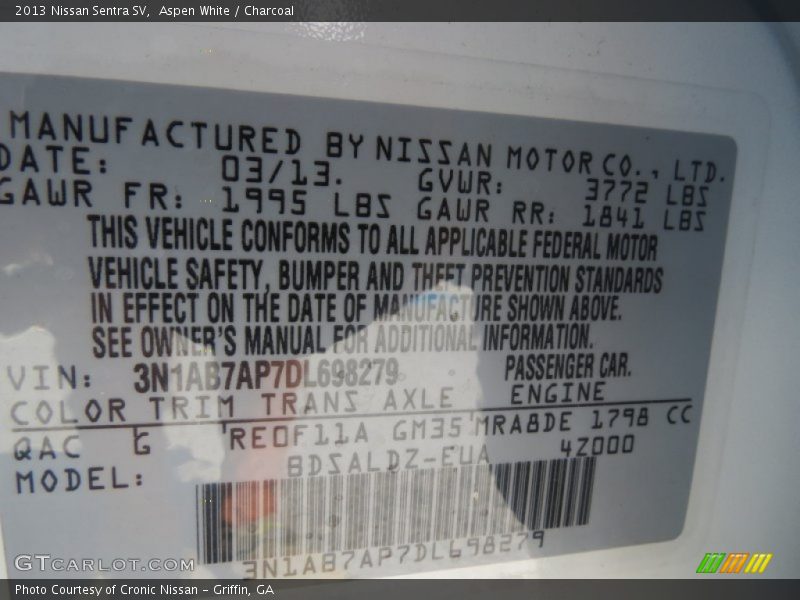 2013 Nissan Sentra SV, Aspen White / Charcoal
MANUFACTURED BY NISSAN MOTOR CO., LTD.
DATE: 03/13. GVWR: 3772 LBS
GAWR FR: 1995 LBS GAWR RR: 1841 LBS
THIS VEHICLE CONFORMS TO ALL APPLICABLE FEDERAL MOTOR
VEHICLE SAFETY, BUMPER AND THEFT PREVENTION STANDARDS
IN EFFECT ON THE DATE OF MANUFACTURE SHOWN ABOVE.
SEE OWNER'S MANUAL FOR ADDITIONAL INFORMATION.
VIN: 3N1AB7AP7DL698279 PASSENGER CAR.
COLOR TRIM TRANS AXLE ENGINE
QAC G RE0F11A GM35 MRA8DE 1798 CC
MODEL: BDSALDZ-EUA 4Z000
3N1AB7AP7DL698279
GTCARLOT.COM
Photo Courtesy of Cronic Nissan - Griffin, GA